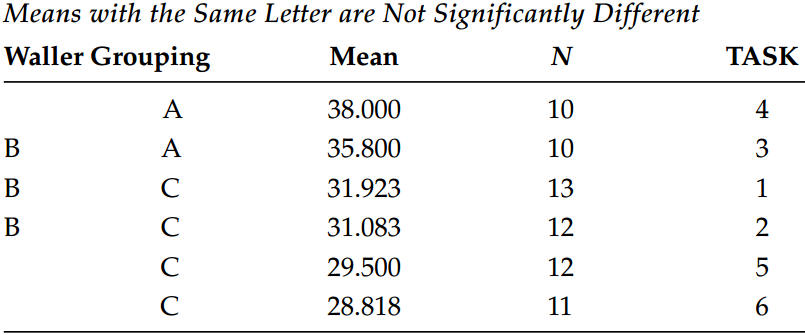 Means with the Same Letter are Not Significantly Different
Waller Grouping Mean N TASK
A 38.000 10 4
B A 35.800 10 3
B C 31.923 13 1
B C 31.083 12 2
C 29.500 12 5
C 28.818 11 6